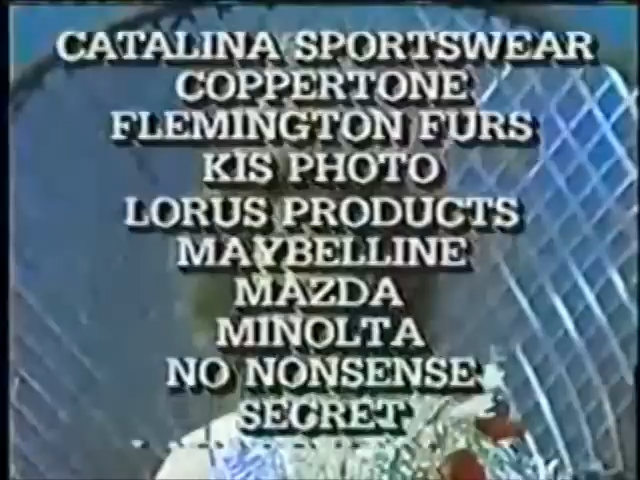 CATALINA SPORTSWEAR
COPPERTONE
FLEMINGTON FURS
KIS PHOTO
LORUS PRODUCTS
MAYBELLINE
MAZDA
MINOLTA
NO NONSENSE
SECRET